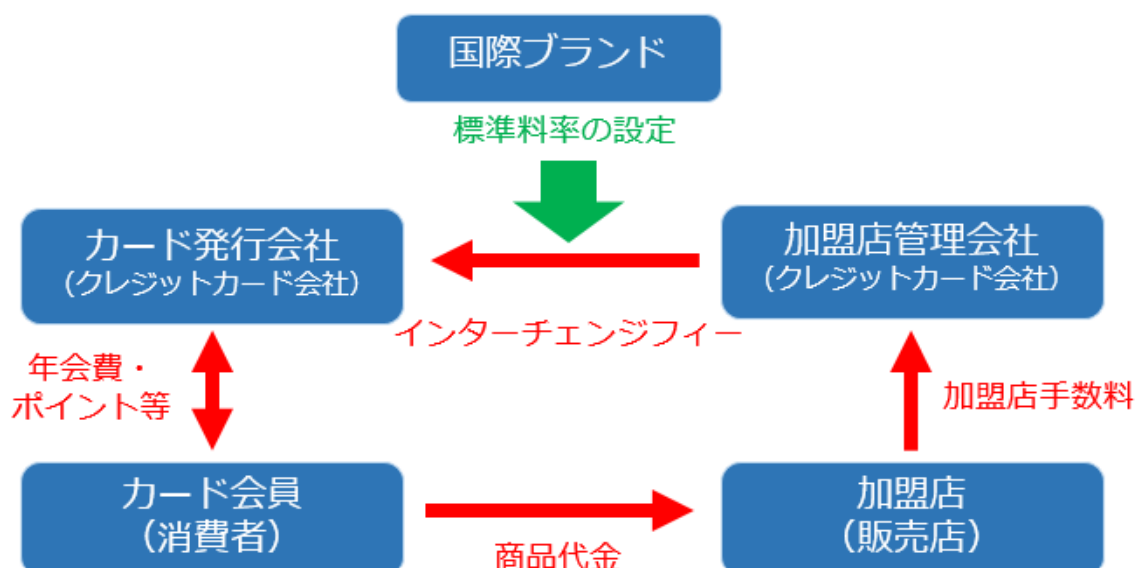 国際ブランド
標準料率の設定
カード発行会社
（クレジットカード会社）
加盟店管理会社
（クレジットカード会社）
インターチェンジフィー
年会費・
ポイント等
加盟店手数料
カード会員
（消費者）
商品代金
加盟店
（販売店）